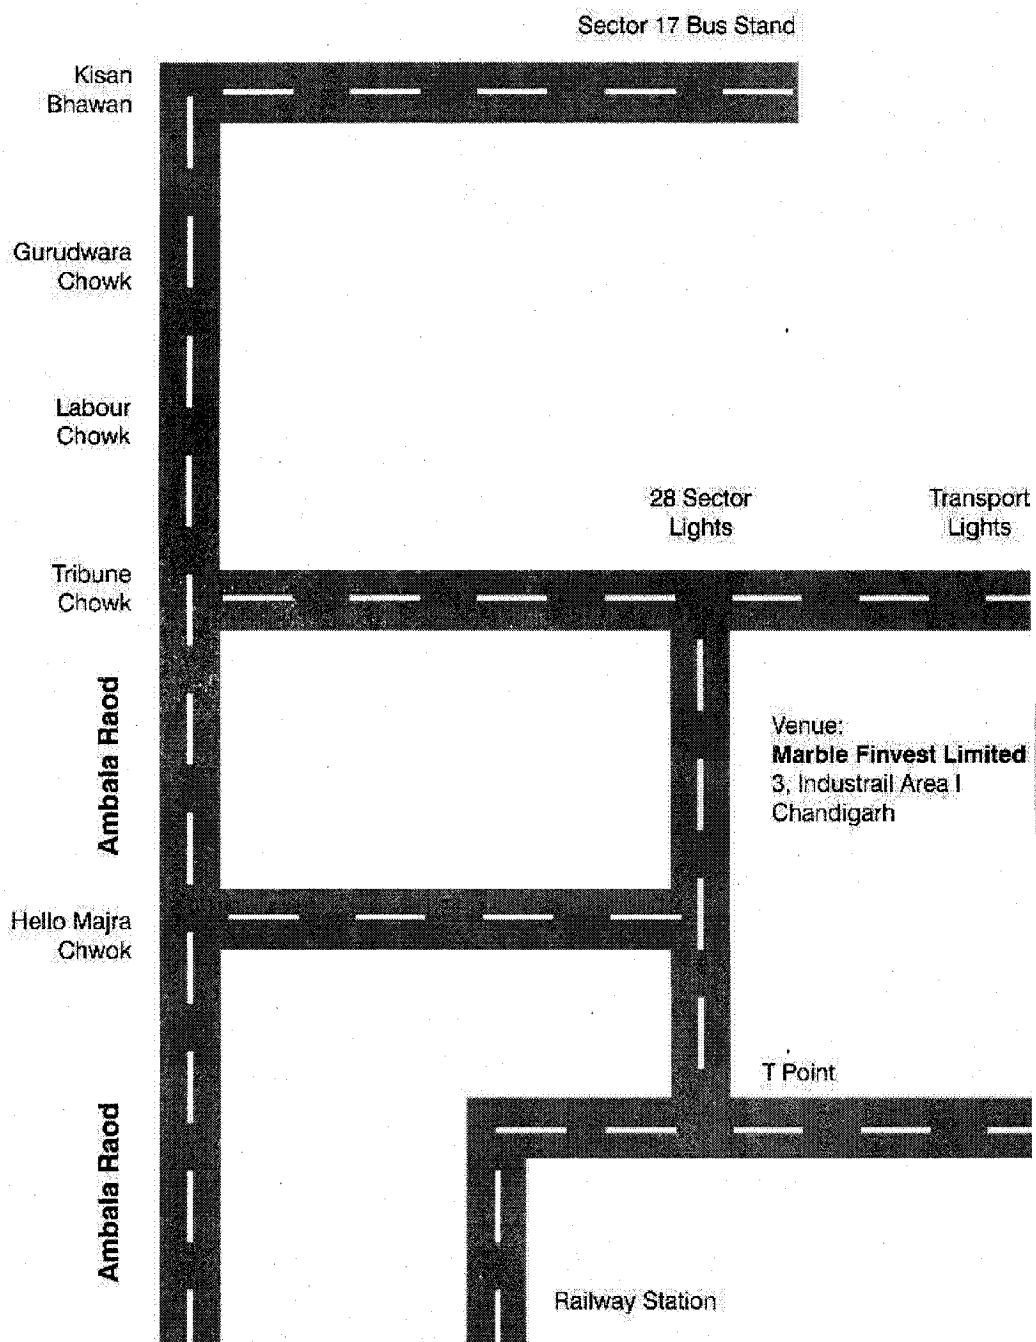 Sector 17 Bus Stand
Kisan
Bhawan
Gurudwara
Chowk
Labour
Chowk
28 Sector
Lights
Transport
Lights
Tribune
Chowk
Ambala Raod
Venue:
Marble Finvest Limited
3, Industrail Area I
Chandigarh
Hello Majra
Chwok
T Point
Ambala Raod
Railway Station